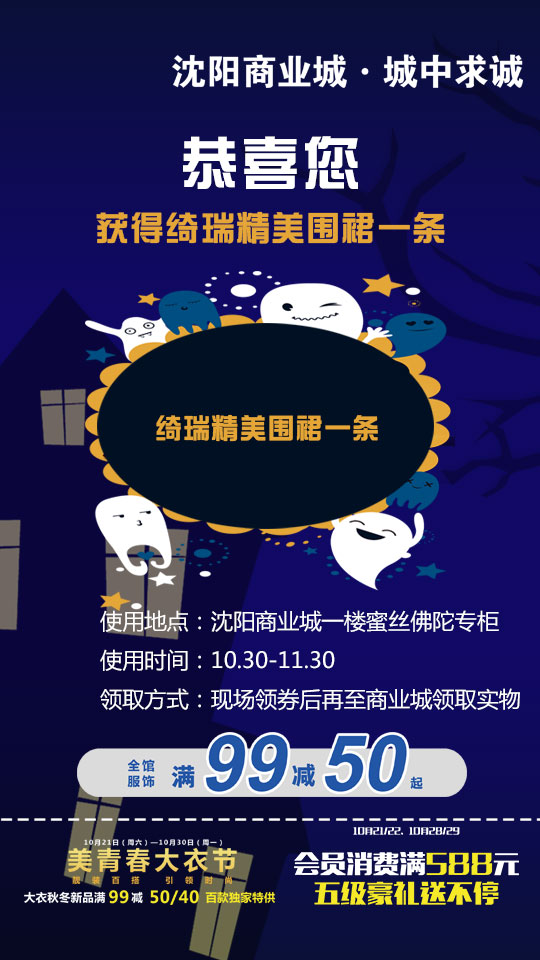 沈阳商业城·城中求诚
恭喜您
获得绮瑞精美围裙一条
绮瑞精美围裙一条
使用地点：沈阳商业城一楼蜜丝佛陀专柜
使用时间：10.30-11.30
领取方式：现场领券后再至商业城领取实物
全馆服饰 满99减50起
10月21日（周六）—10月30日（周一）
美青春大衣节
靓装百搭 引领时尚
大衣秋冬新品满99减50/40 百款独家特供
10月21/22、10月28/29
会员消费满588元
五级豪礼送不停